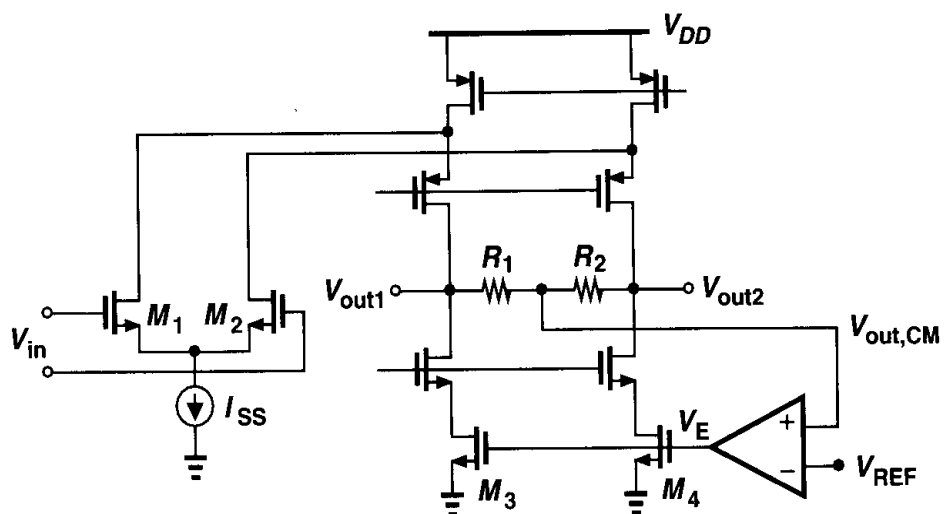 V_DD
R_1
R_2
V_out1
V_out2
M_1
M_2
V_in
V_out,CM
I_SS
V_E
+
−
V_REF
M_3
M_4